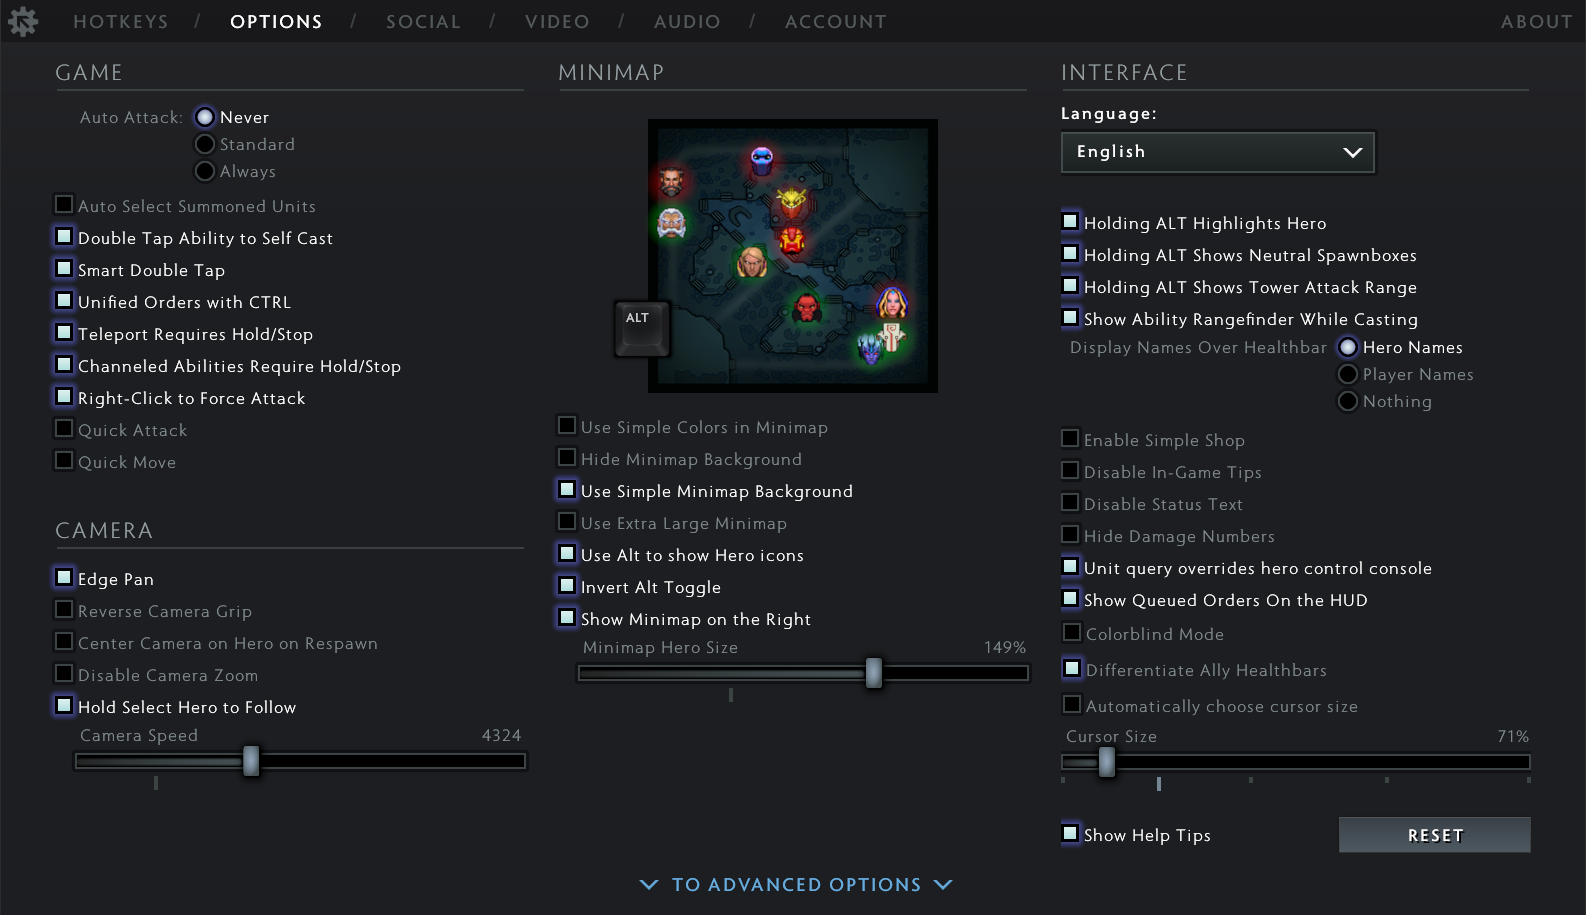 HOTKEYS / OPTIONS / SOCIAL / VIDEO / AUDIO / ACCOUNT ABOUT
GAME
Auto Attack: Never
Standard
Always
Auto Select Summoned Units
Double Tap Ability to Self Cast
Smart Double Tap
Unified Orders with CTRL
Teleport Requires Hold/Stop
Channeled Abilities Require Hold/Stop
Right-Click to Force Attack
Quick Attack
Quick Move
CAMERA
Edge Pan
Reverse Camera Grip
Center Camera on Hero on Respawn
Disable Camera Zoom
Hold Select Hero to Follow
Camera Speed 4324
MINIMAP
ALT
Use Simple Colors in Minimap
Hide Minimap Background
Use Simple Minimap Background
Use Extra Large Minimap
Use Alt to show Hero icons
Invert Alt Toggle
Show Minimap on the Right
Minimap Hero Size 149%
INTERFACE
Language:
English
Holding ALT Highlights Hero
Holding ALT Shows Neutral Spawnboxes
Holding ALT Shows Tower Attack Range
Show Ability Rangefinder While Casting
Display Names Over Healthbar Hero Names
Player Names
Nothing
Enable Simple Shop
Disable In-Game Tips
Disable Status Text
Hide Damage Numbers
Unit query overrides hero control console
Show Queued Orders On the HUD
Colorblind Mode
Differentiate Ally Healthbars
Automatically choose cursor size
Cursor Size 71%
Show Help Tips RESET
TO ADVANCED OPTIONS